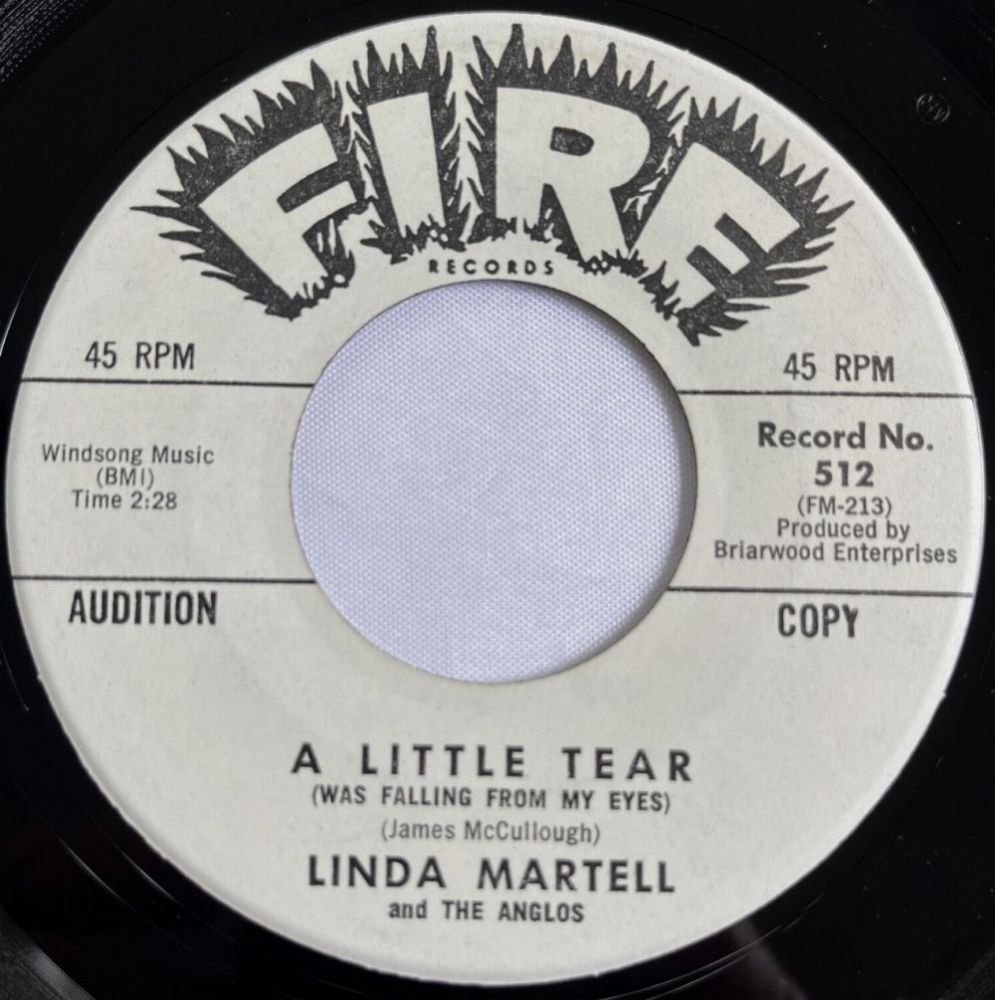 FIRE
RECORDS
45 RPM
45 RPM
Windsong Music
(BMI)
Time 2:28
Record No.
512
(FM-213)
Produced by
Briarwood Enterprises
AUDITION
COPY
A LITTLE TEAR
(WAS FALLING FROM MY EYES)
(James McCullough)
LINDA MARTELL
and THE ANGLOS